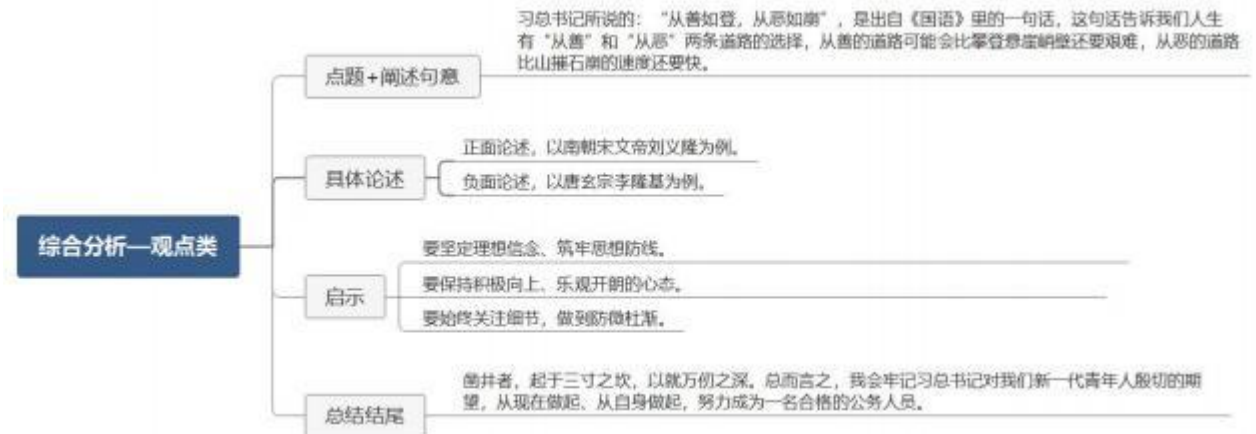 习总书记所说的：“从善如登，从恶如崩”，是出自《国语》里的一句话，这句话告诉我们人生
有“从善”和“从恶”两条道路的选择，从善的道路可能会比攀登悬崖峭壁还要艰难，从恶的道路
比山摧石崩的速度还要快。
点题+阐述句意
正面论述，以南朝宋文帝刘义隆为例。
具体论述
负面论述，以唐玄宗李隆基为例。
综合分析—观点类
要坚定理想信念、筑牢思想防线。
要保持积极向上、乐观开朗的心态。
启示
要始终关注细节，做到防微杜渐。
凿井者，起于三寸之坎，以就万仞之深。总而言之，我会牢记习总书记对我们新一代青年人殷切的期
望，从现在做起、从自身做起，努力成为一名合格的公务人员。
总结结尾